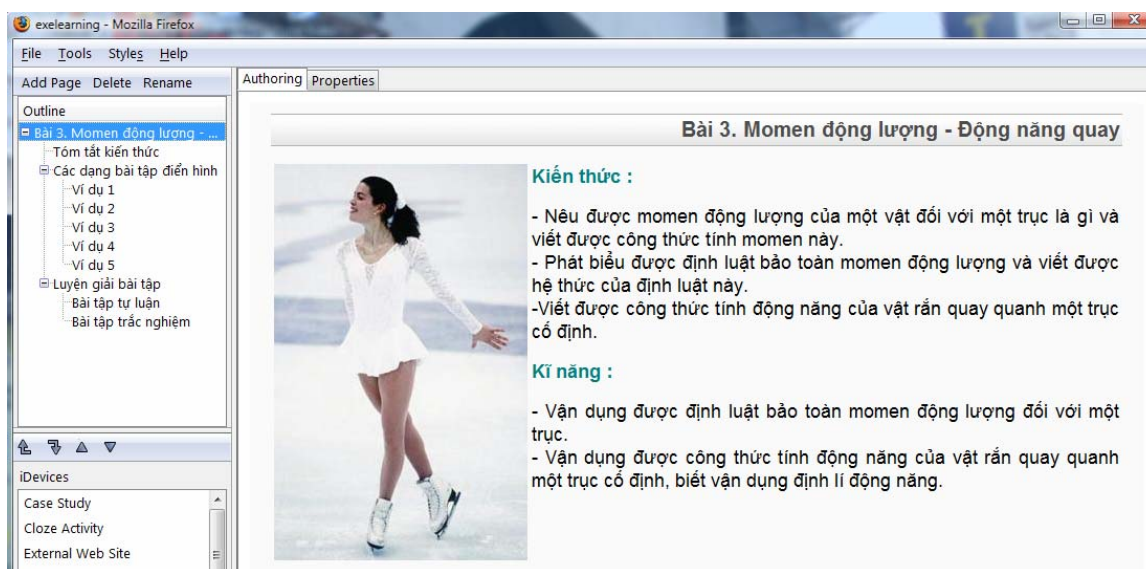 exelearning - Mozilla Firefox
File Tools Styles Help
Add Page Delete Rename
Authoring Properties
Outline
Bài 3. Momen động lượng - ...
Tóm tắt kiến thức
Các dạng bài tập điển hình
Ví dụ 1
Ví dụ 2
Ví dụ 3
Ví dụ 4
Ví dụ 5
Luyện giải bài tập
Bài tập tự luận
Bài tập trắc nghiệm
iDevices
Case Study
Cloze Activity
External Web Site
Bài 3. Momen động lượng - Động năng quay
Kiến thức :
- Nêu được momen động lượng của một vật đối với một trục là gì và
viết được công thức tính momen này.
- Phát biểu được định luật bảo toàn momen động lượng và viết được
hệ thức của định luật này.
-Viết được công thức tính động năng của vật rắn quay quanh một trục
cố định.
Kĩ năng :
- Vận dụng được định luật bảo toàn momen động lượng đối với một
trục.
- Vận dụng được công thức tính động năng của vật rắn quay quanh
một trục cố định, biết vận dụng định lí động năng.